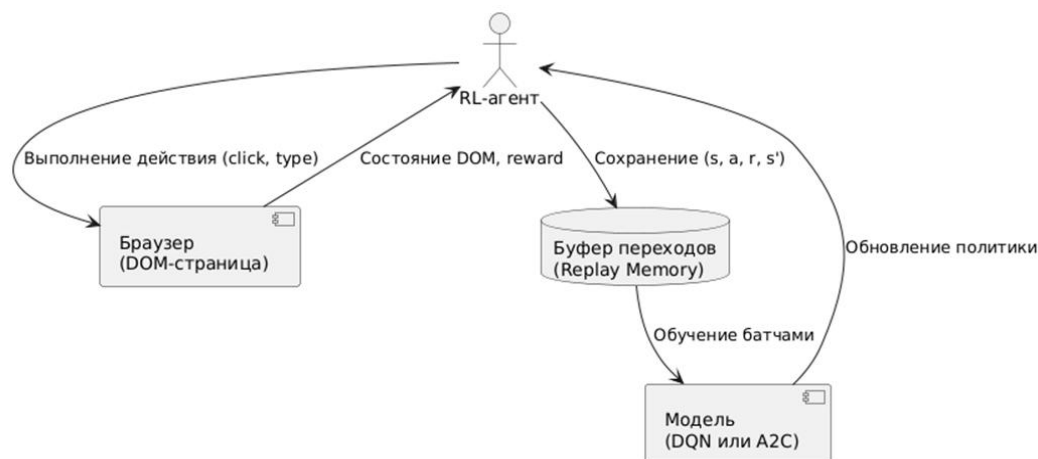 RL-агент
Выполнение действия (click, type)
Состояние DOM, reward
Сохранение (s, a, r, s')
Браузер
(DOM-страница)
Буфер переходов
(Replay Memory)
Обновление политики
Обучение батчами
Модель
(DQN или A2C)